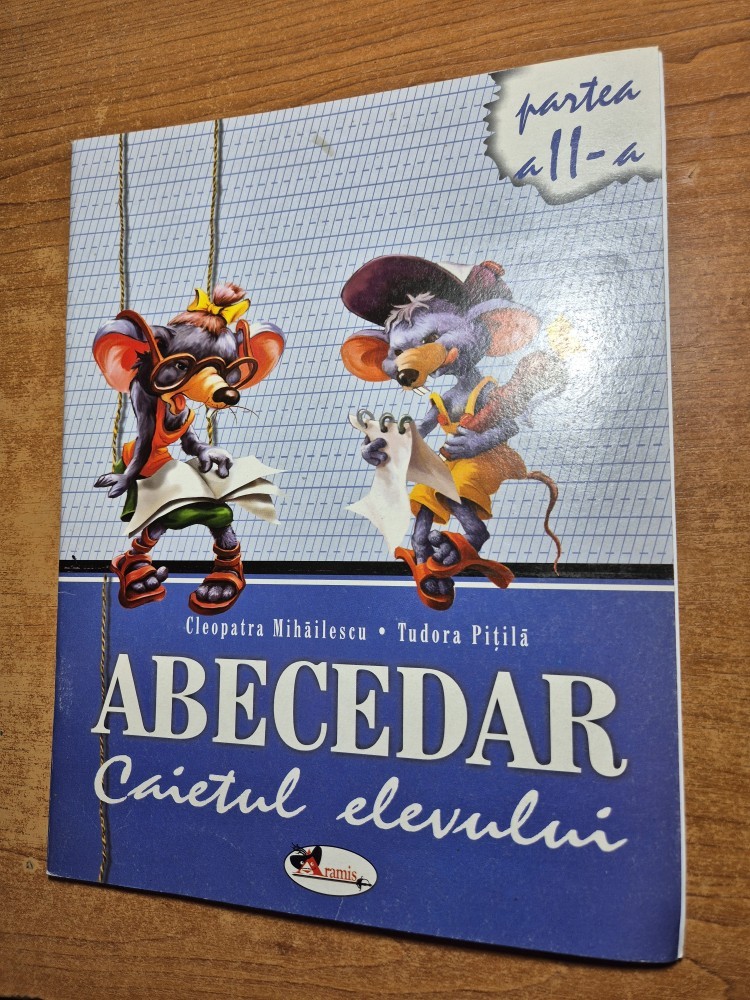 partea
a II-a
Cleopatra Mihăilescu • Tudora Pițilă
ABECEDAR
Caietul elevului
Aramis